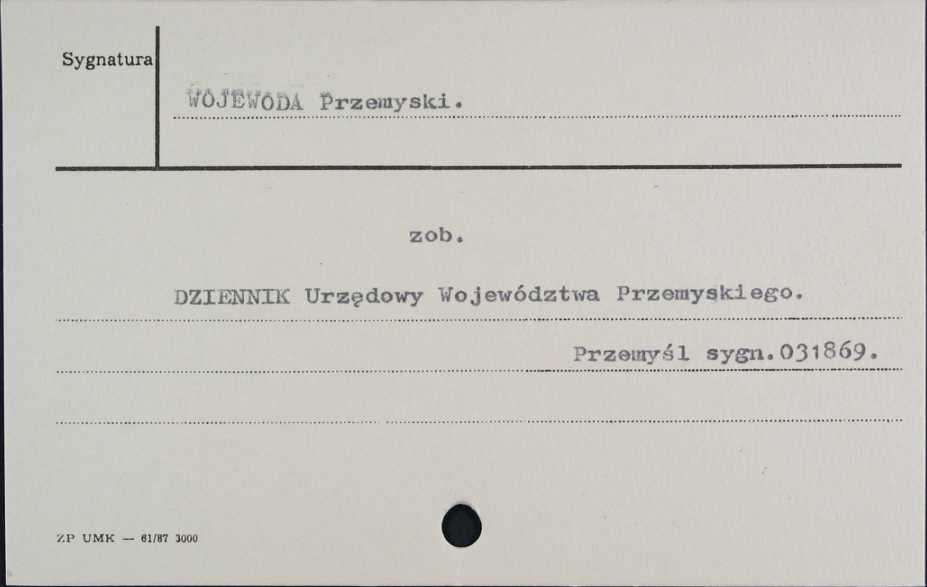 Sygnatura
WOJEWODA Przemyski.
zob.
DZIENNIK Urzędowy Województwa Przemyskiego.
Przemyśl sygn.031869.
ZP UMK — 61/87 3000